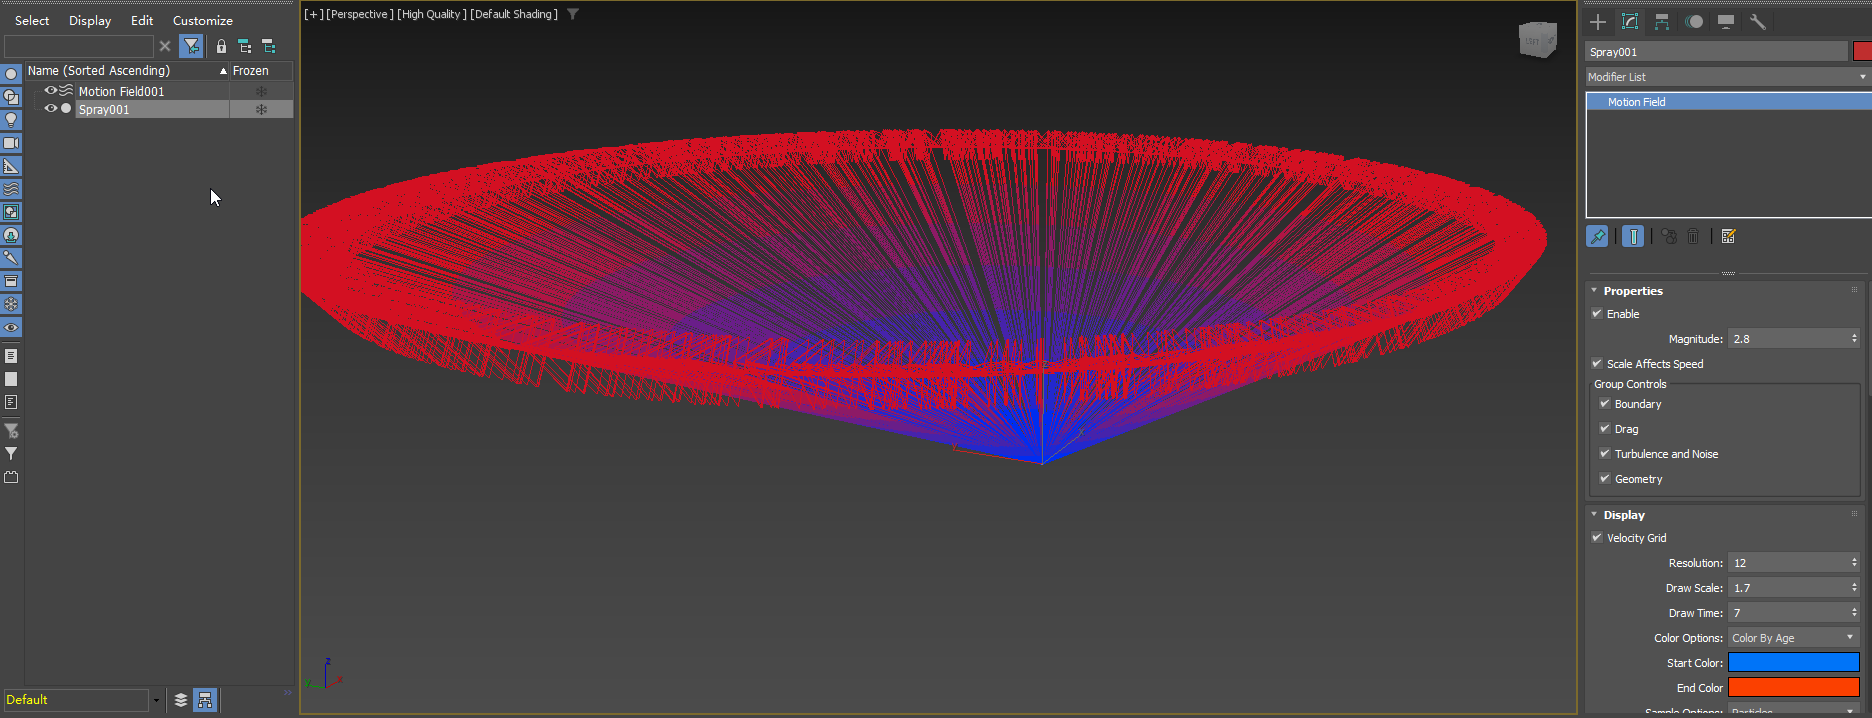 Select Display Edit Customize
Name (Sorted Ascending) Frozen
Motion Field001
Spray001
Default
[+] [Perspective ] [High Quality ] [Default Shading ]
z
Spray001
Modifier List
Motion Field
Properties
Enable
Magnitude: 2.8
Scale Affects Speed
Group Controls
Boundary
Drag
Turbulence and Noise
Geometry
Display
Velocity Grid
Resolution: 12
Draw Scale: 1.7
Draw Time: 7
Color Options: Color By Age
Start Color:
End Color
Sample Options: Particles